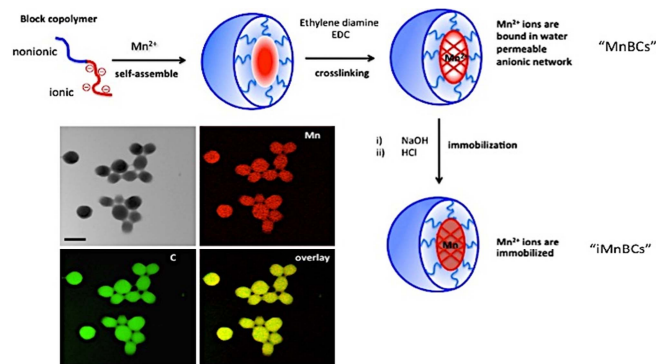 Block copolymer
nonionic
ionic
Mn²⁺
self-assemble
Ethylene diamine
EDC
crosslinking
Mn²⁺ ions are
bound in water
permeable
anionic network
“MnBCs”
i) NaOH
ii) HCl
immobilization
Mn
Mn²⁺ ions are
immobilized
“iMnBCs”
Mn
C
overlay